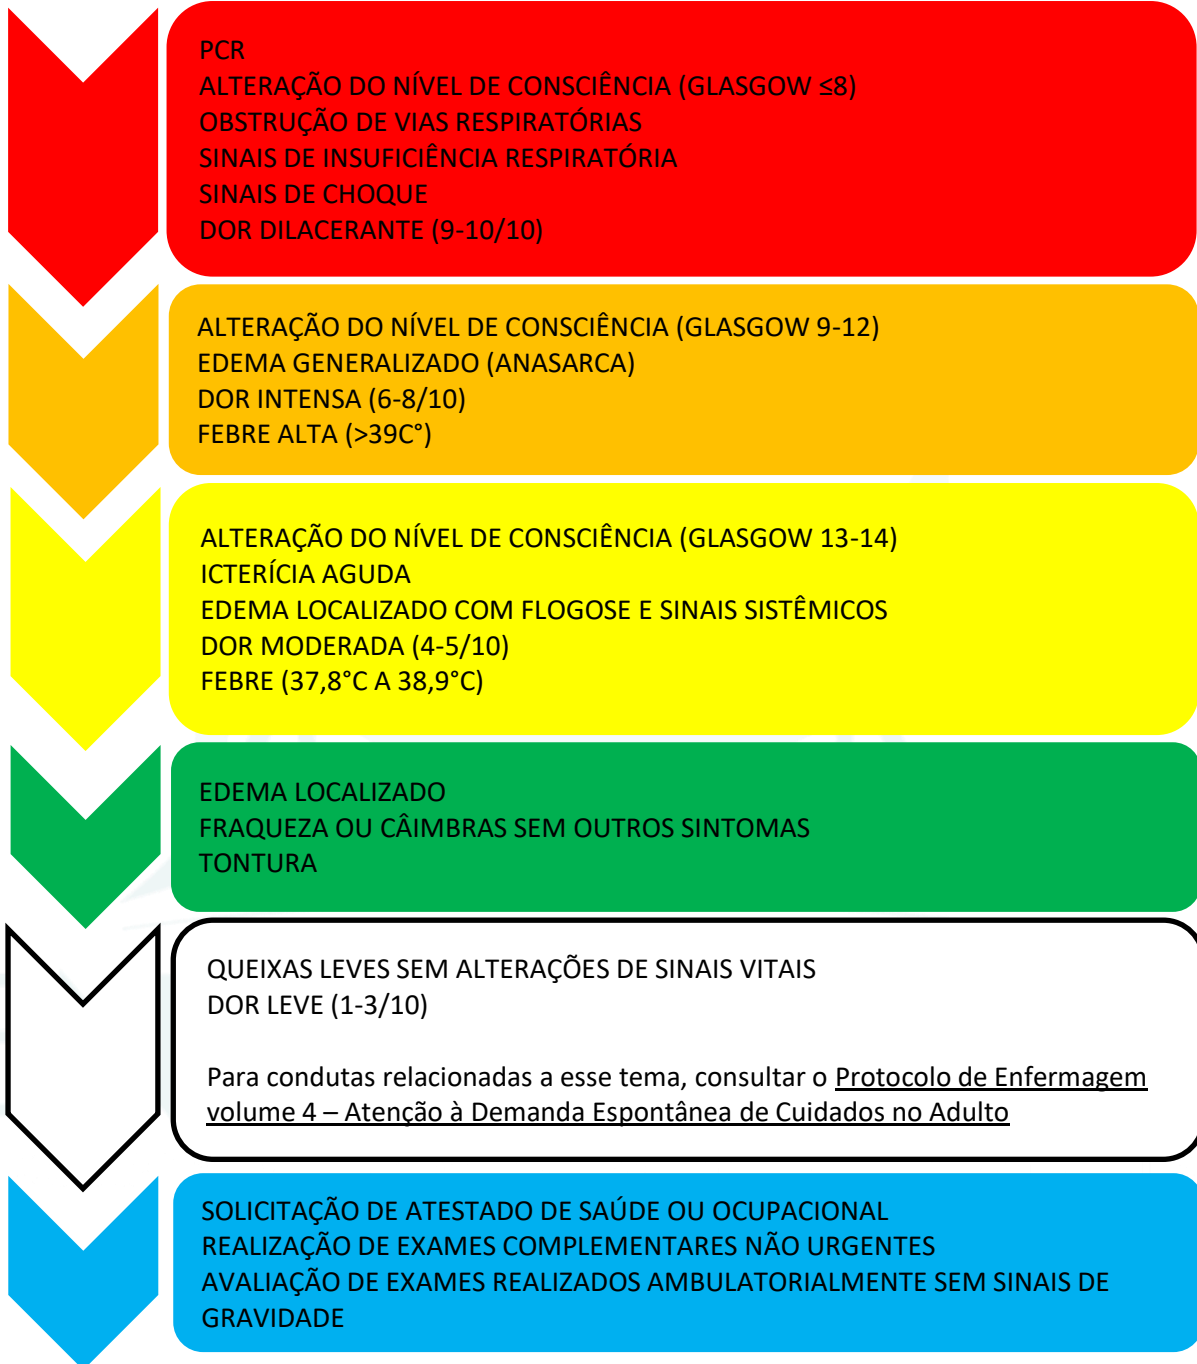 PCR
ALTERAÇÃO DO NÍVEL DE CONSCIÊNCIA (GLASGOW ≤8)
OBSTRUÇÃO DE VIAS RESPIRATÓRIAS
SINAIS DE INSUFICIÊNCIA RESPIRATÓRIA
SINAIS DE CHOQUE
DOR DILACERANTE (9-10/10)
ALTERAÇÃO DO NÍVEL DE CONSCIÊNCIA (GLASGOW 9-12)
EDEMA GENERALIZADO (ANASARCA)
DOR INTENSA (6-8/10)
FEBRE ALTA (>39C°)
ALTERAÇÃO DO NÍVEL DE CONSCIÊNCIA (GLASGOW 13-14)
ICTERÍCIA AGUDA
EDEMA LOCALIZADO COM FLOGOSE E SINAIS SISTÊMICOS
DOR MODERADA (4-5/10)
FEBRE (37,8°C A 38,9°C)
EDEMA LOCALIZADO
FRAQUEZA OU CÂIMBRAS SEM OUTROS SINTOMAS
TONTURA
QUEIXAS LEVES SEM ALTERAÇÕES DE SINAIS VITAIS
DOR LEVE (1-3/10)
Para condutas relacionadas a esse tema, consultar o Protocolo de Enfermagem
volume 4 – Atenção à Demanda Espontânea de Cuidados no Adulto
SOLICITAÇÃO DE ATESTADO DE SAÚDE OU OCUPACIONAL
REALIZAÇÃO DE EXAMES COMPLEMENTARES NÃO URGENTES
AVALIAÇÃO DE EXAMES REALIZADOS AMBULATORIALMENTE SEM SINAIS DE
GRAVIDADE